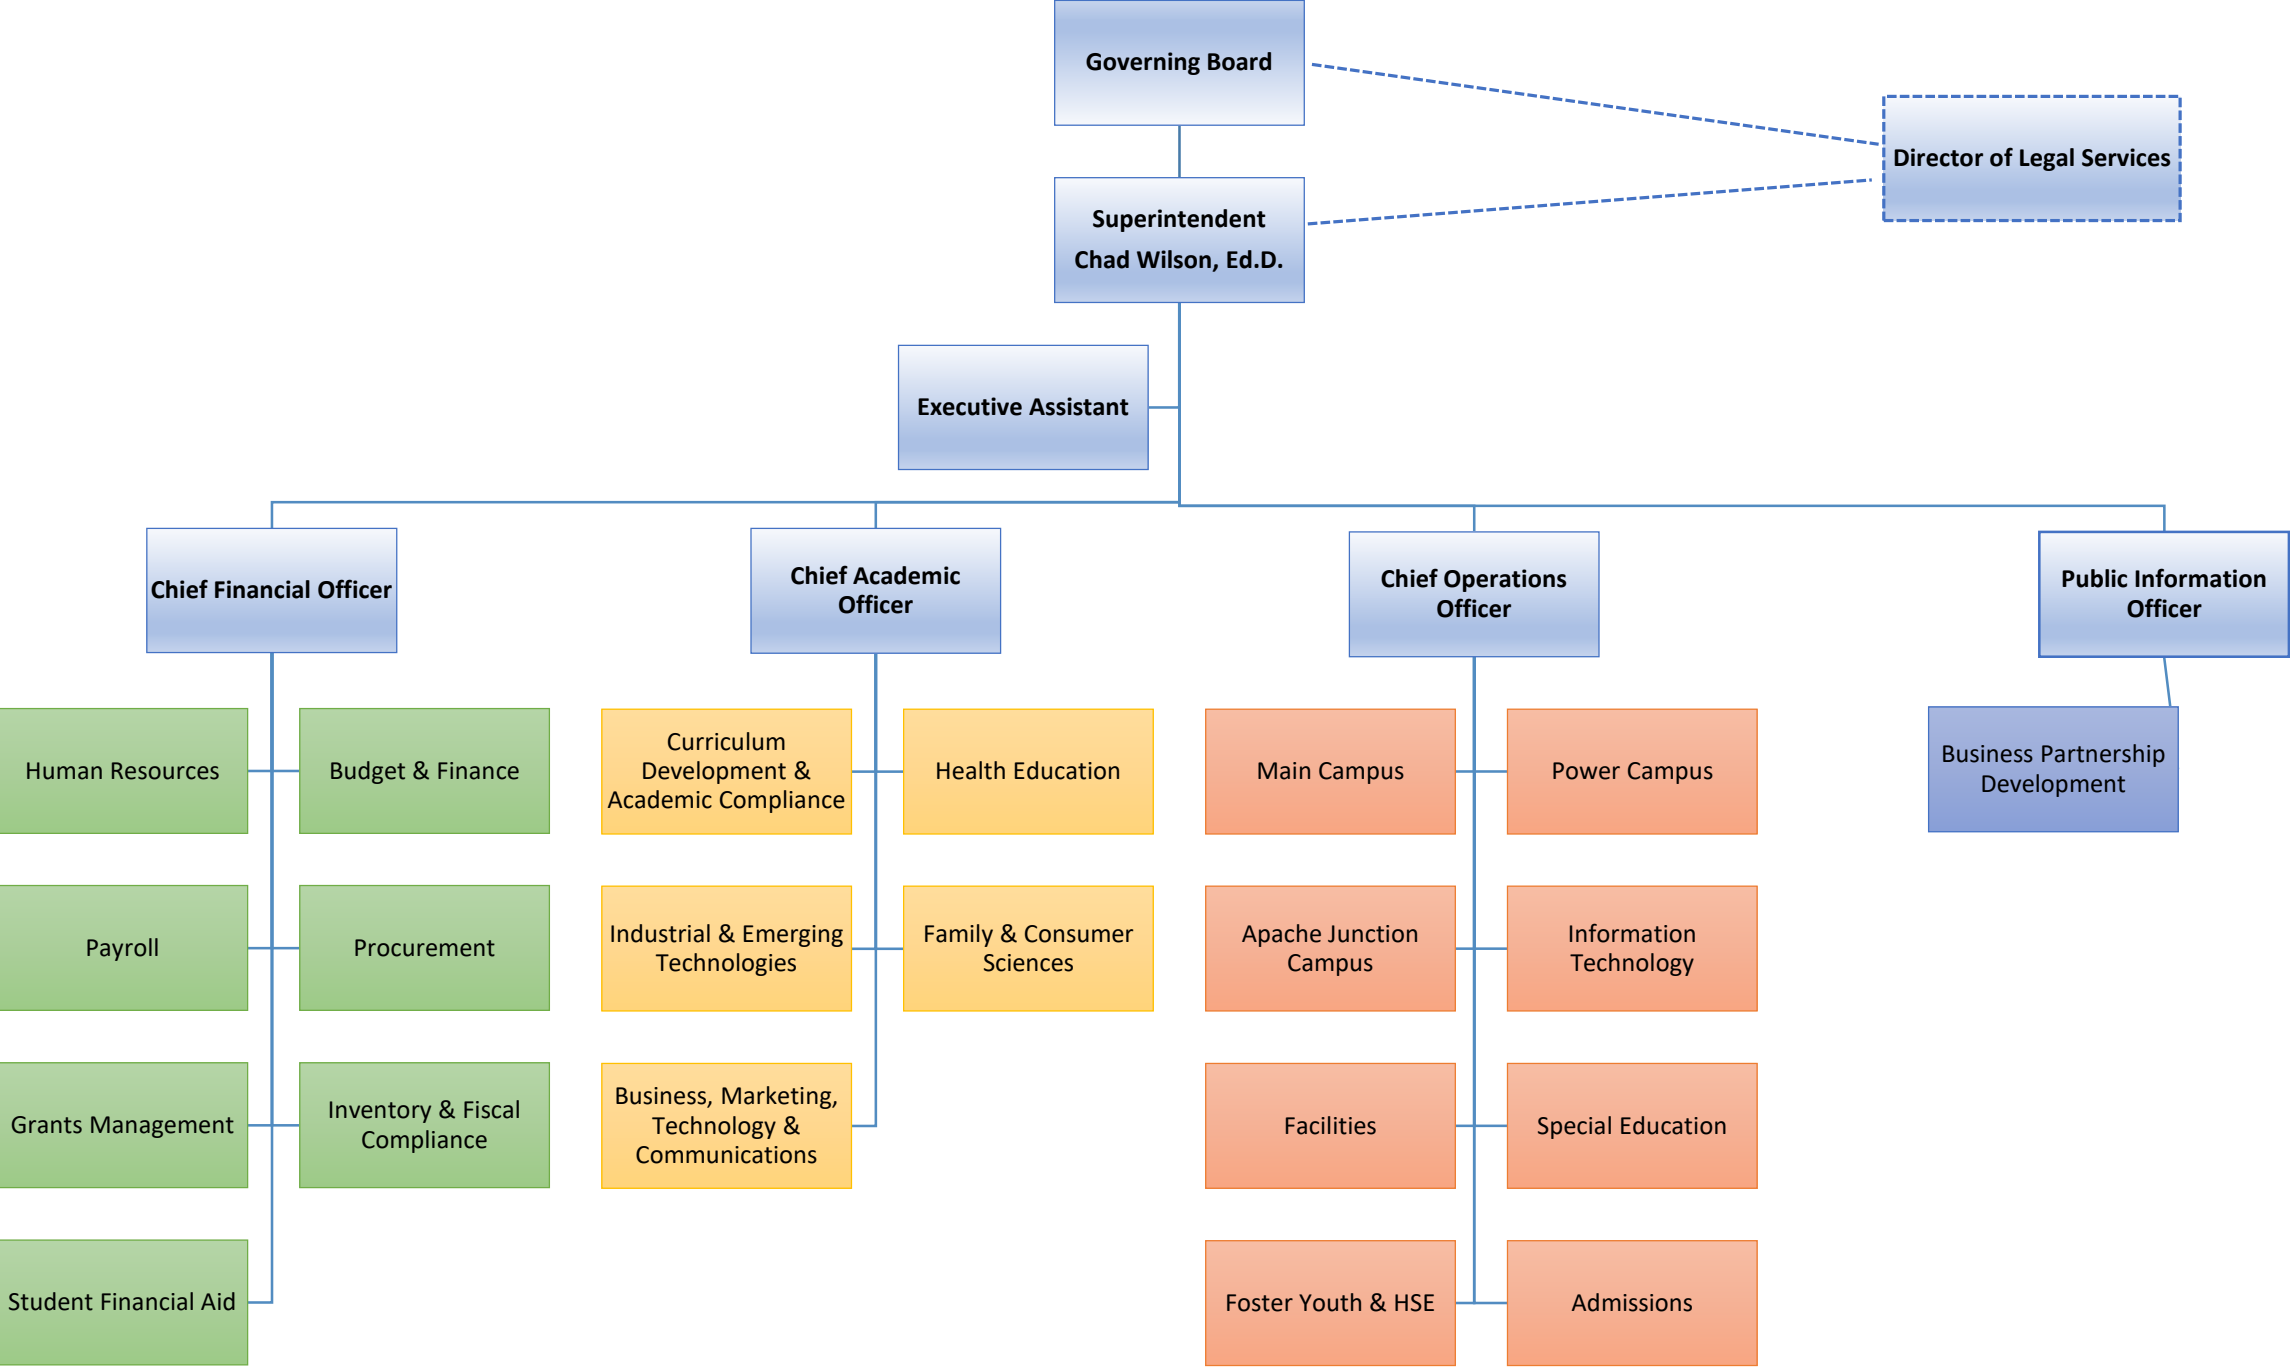 Governing Board
Director of Legal Services
Superintendent
Chad Wilson, Ed.D.
Executive Assistant
Chief Financial Officer
Chief Academic
Officer
Chief Operations
Officer
Public Information
Officer
Human Resources
Budget & Finance
Payroll
Procurement
Grants Management
Inventory & Fiscal
Compliance
Student Financial Aid
Curriculum
Development &
Academic Compliance
Health Education
Industrial & Emerging
Technologies
Family & Consumer
Sciences
Business, Marketing,
Technology &
Communications
Main Campus
Power Campus
Apache Junction
Campus
Information
Technology
Facilities
Special Education
Foster Youth & HSE
Admissions
Business Partnership
Development